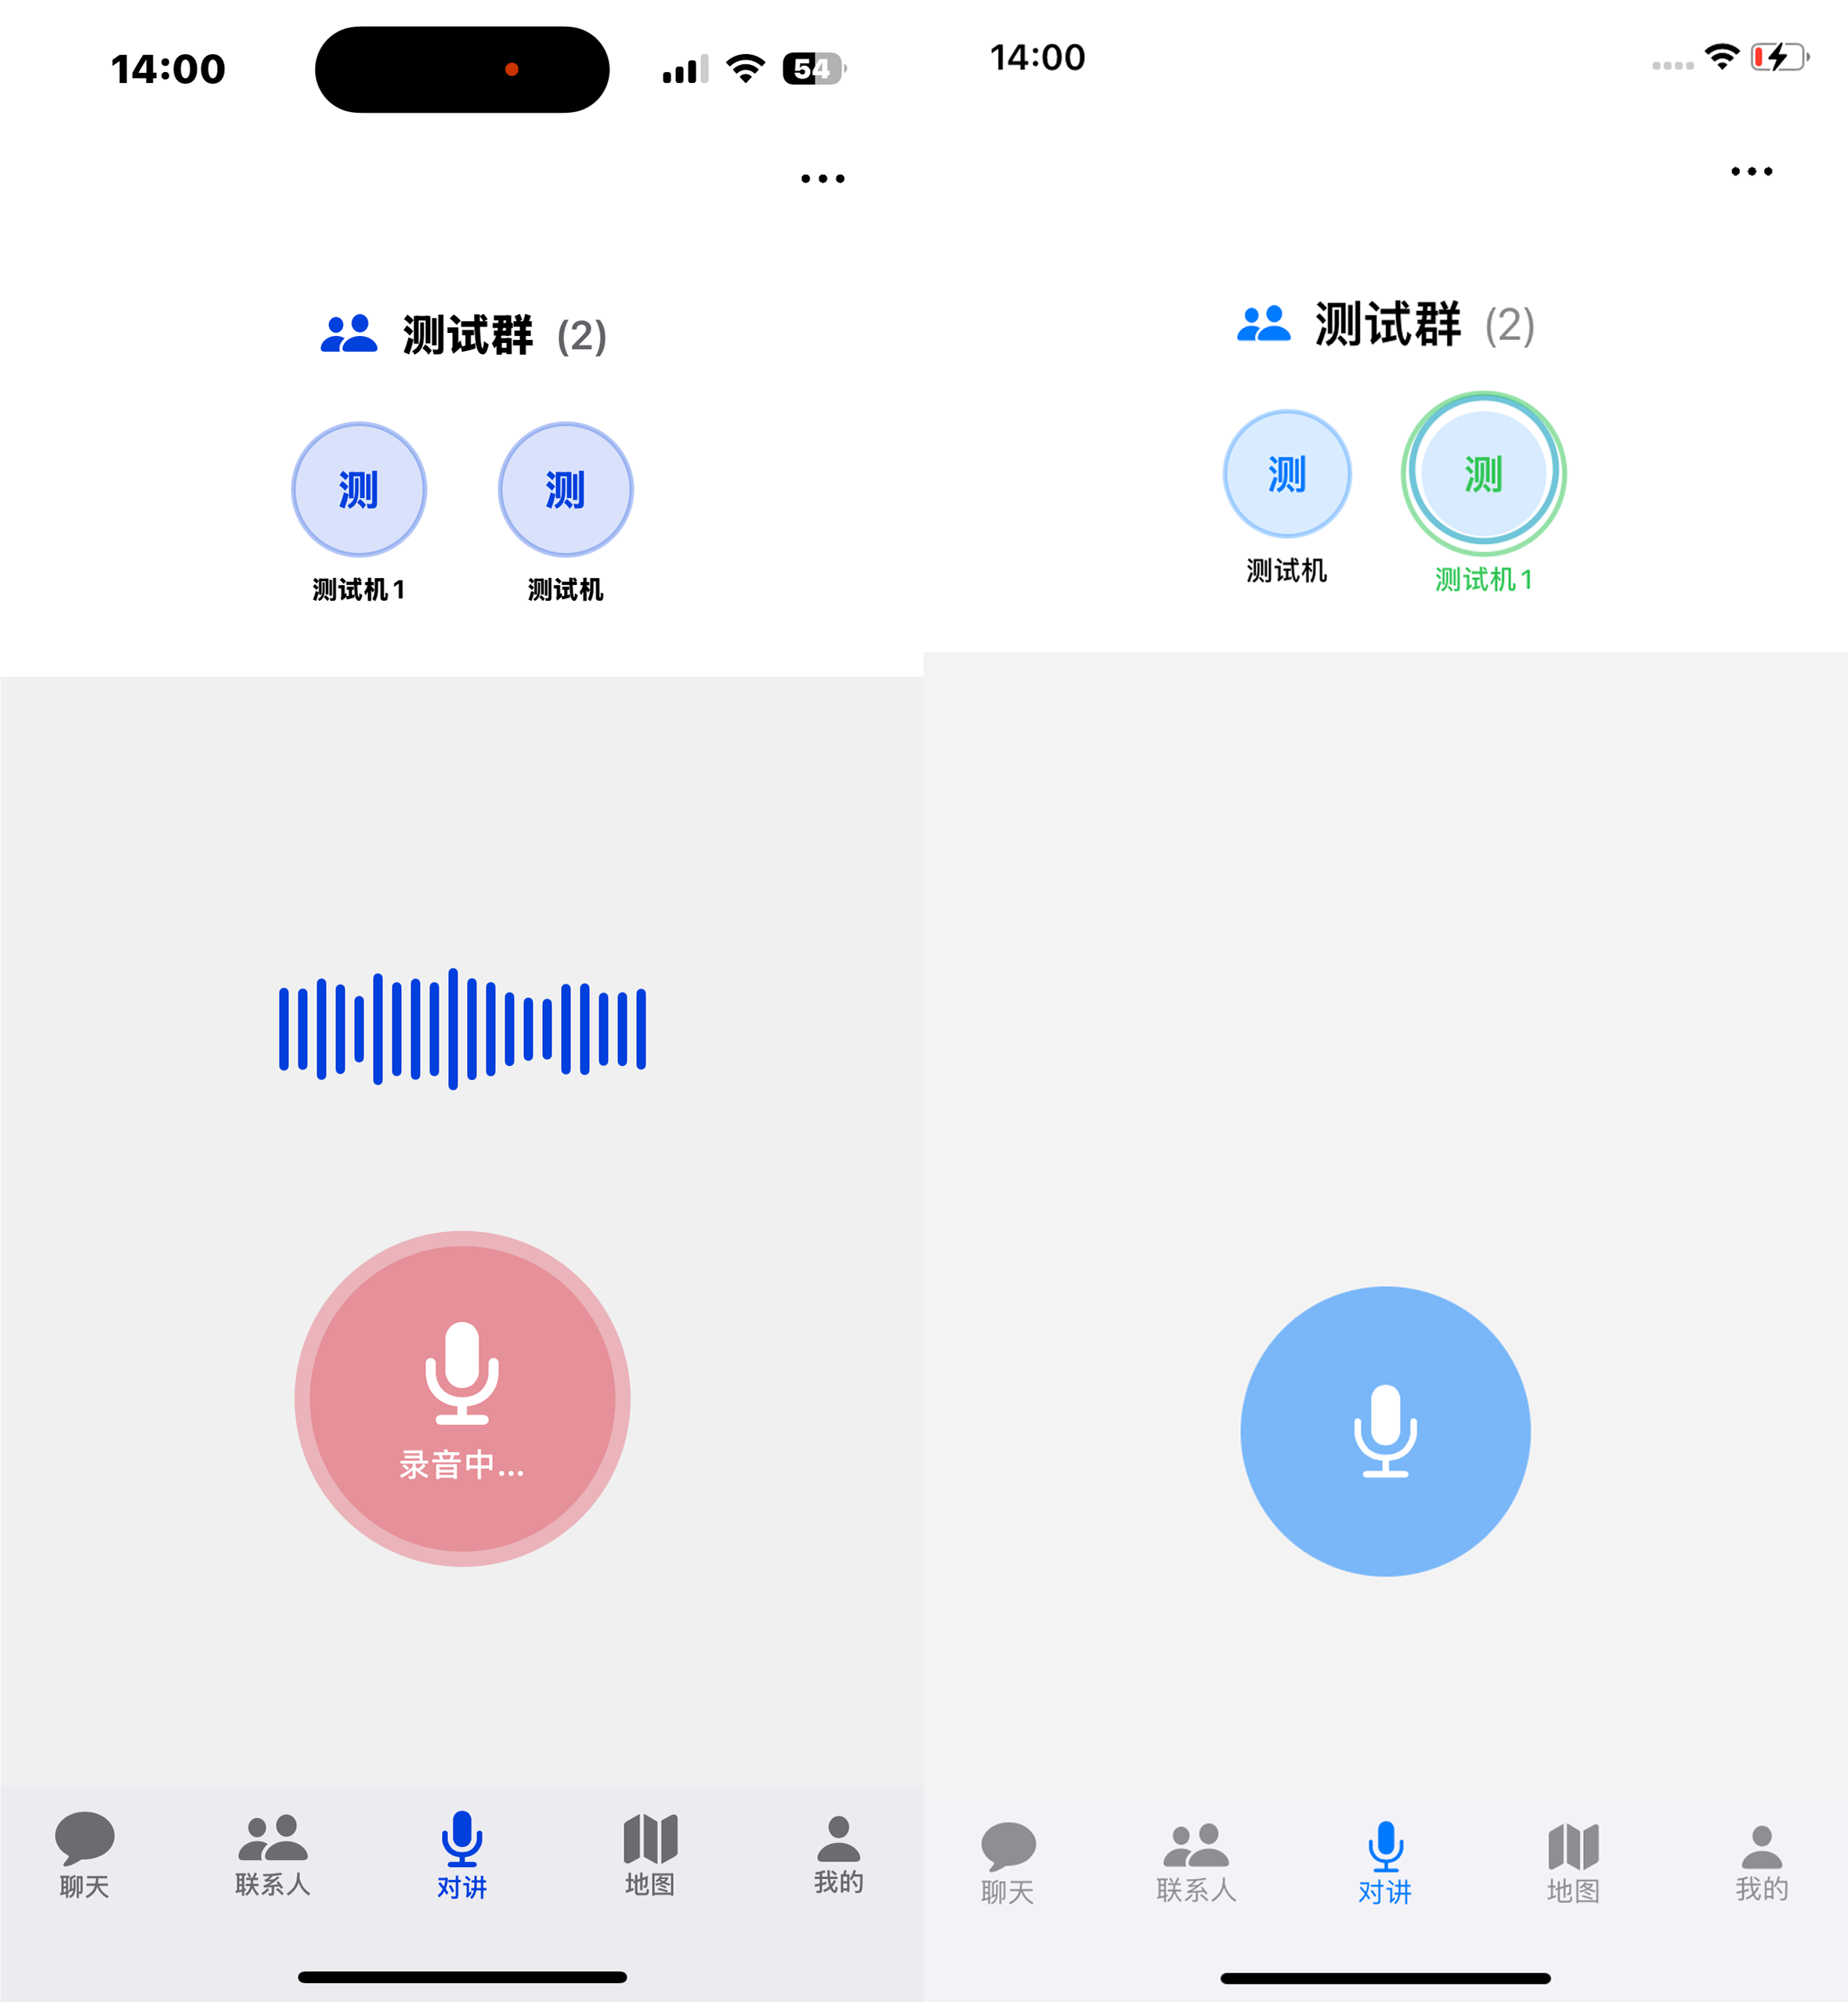 14:00
54
测试群 (2)
测
测
测试机 1
测试机
录音中...
聊天
联系人
对讲
地图
我的
14:00
测试群 (2)
测
测
测试机
测试机 1
聊天
联系人
对讲
地图
我的